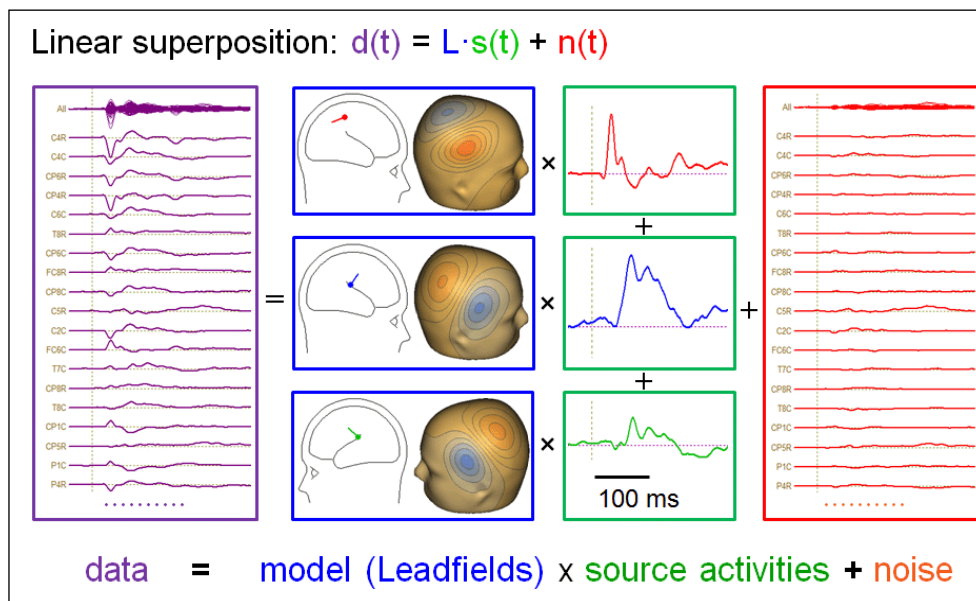 Linear superposition: d(t) = L·s(t) + n(t)
All
C4R
C4C
CP6R
CP4R
C6C
T8R
CP6C
FC8R
CP8C
C5R
C2C
FC6C
T7C
CP8R
T8C
CP1C
CP5R
P1C
P4R
=
×
+
×
+
×
100 ms
+
All
C4R
C4C
CP6R
CP4R
C6C
T8R
CP6C
FC8R
CP8C
C5R
C2C
FC6C
T7C
CP8R
T8C
CP1C
CP5R
P1C
P4R
data = model (Leadfields) x source activities + noise